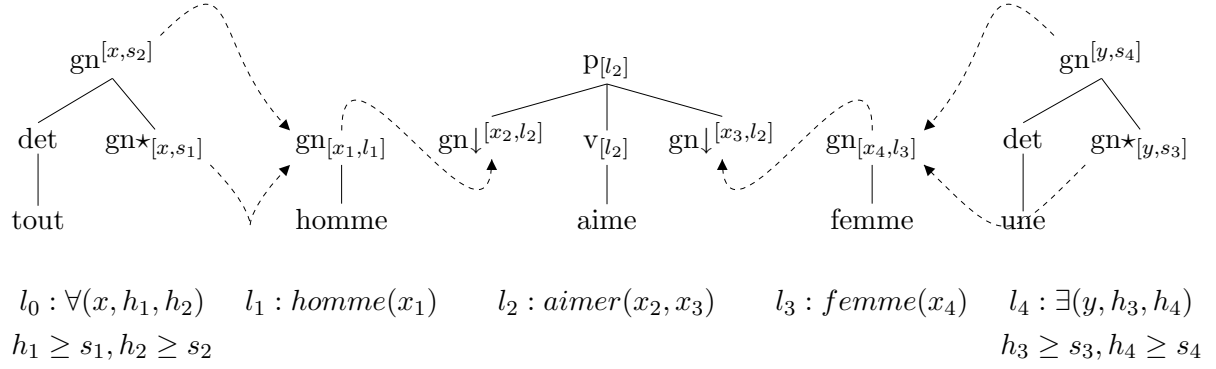 gn[x,s₂] p[l₂] gn[y,s₄]
det gn⋆[x,s₁] gn[x₁,l₁] gn↓[x₂,l₂] v[l₂] gn↓[x₃,l₂] gn[x₄,l₃] det gn⋆[y,s₃]
tout homme aime femme une
l₀ : ∀(x, h₁, h₂) l₁ : homme(x₁) l₂ : aimer(x₂, x₃) l₃ : femme(x₄) l₄ : ∃(y, h₃, h₄)
h₁ ≥ s₁, h₂ ≥ s₂ h₃ ≥ s₃, h₄ ≥ s₄